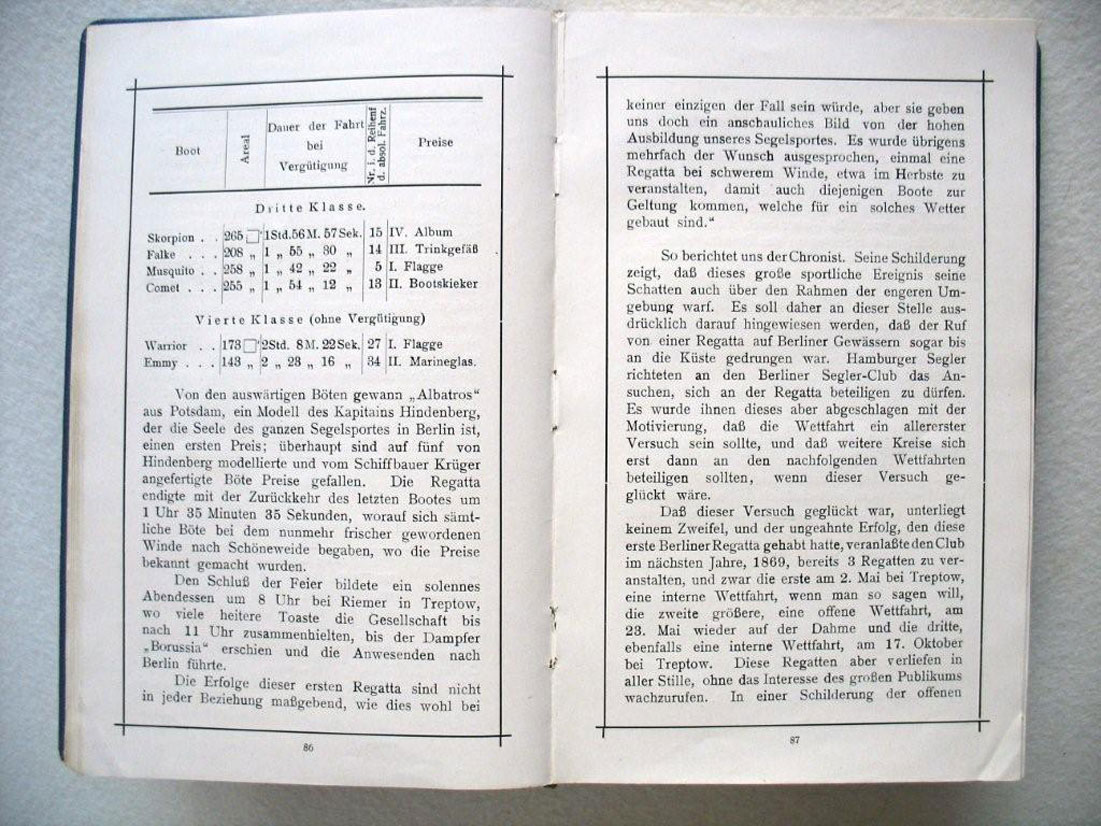 Boot Areal Dauer der Fahrt bei Vergütigung Nr. i. d. Reihenf d. absol. Fahrz. Preise
Dritte Klasse.
Skorpion . . 265 □' 1Std.56M. 57Sek. 15 IV. Album
Falke . . . 208 „ 1 „ 55 „ 30 „ 14 III. Trinkgefäß
Musquito . . 258 „ 1 „ 42 „ 22 „ 5 I. Flagge
Comet . . . 255 „ 1 „ 54 „ 12 „ 13 II. Bootskieker
Vierte Klasse (ohne Vergütigung)
Warrior . . 173 □' 2Std. 8M. 22Sek. 27 I. Flagge
Emmy . . . 143 „ 2 „ 23 „ 16 „ 34 II. Marineglas.
Von den auswärtigen Böten gewann „Albatros“
aus Potsdam, ein Modell des Kapitains Hindenberg,
der die Seele des ganzen Segelsportes in Berlin ist,
einen ersten Preis; überhaupt sind auf fünf von
Hindenberg modellierte und vom Schiffbauer Krüger
angefertigte Böte Preise gefallen. Die Regatta
endigte mit der Zurückkehr des letzten Bootes um
1 Uhr 35 Minuten 35 Sekunden, worauf sich sämt-
liche Böte bei dem nunmehr frischer gewordenen
Winde nach Schöneweide begaben, wo die Preise
bekannt gemacht wurden.
Den Schluß der Feier bildete ein solennes
Abendessen um 8 Uhr bei Riemer in Treptow,
wo viele heitere Toaste die Gesellschaft bis
nach 11 Uhr zusammenhielten, bis der Dampfer
„Borussia“ erschien und die Anwesenden nach
Berlin führte.
Die Erfolge dieser ersten Regatta sind nicht
in jeder Beziehung maßgebend, wie dies wohl bei
86
keiner einzigen der Fall sein würde, aber sie geben
uns doch ein anschauliches Bild von der hohen
Ausbildung unseres Segelsportes. Es wurde übrigens
mehrfach der Wunsch ausgesprochen, einmal eine
Regatta bei schwerem Winde, etwa im Herbste zu
veranstalten, damit auch diejenigen Boote zur
Geltung kommen, welche für ein solches Wetter
gebaut sind.“
So berichtet uns der Chronist. Seine Schilderung
zeigt, daß dieses große sportliche Ereignis seine
Schatten auch über den Rahmen der engeren Um-
gebung warf. Es soll daher an dieser Stelle aus-
drücklich darauf hingewiesen werden, daß der Ruf
von einer Regatta auf Berliner Gewässern sogar bis
an die Küste gedrungen war. Hamburger Segler
richteten an den Berliner Segler-Club das An-
suchen, sich an der Regatta beteiligen zu dürfen.
Es wurde ihnen dieses aber abgeschlagen mit der
Motivierung, daß die Wettfahrt ein allererster
Versuch sein sollte, und daß weitere Kreise sich
erst dann an den nachfolgenden Wettfahrten
beteiligen sollten, wenn dieser Versuch ge-
glückt wäre.
Daß dieser Versuch geglückt war, unterliegt
keinem Zweifel, und der ungeahnte Erfolg, den diese
erste Berliner Regatta gehabt hatte, veranlaßte den Club
im nächsten Jahre, 1869, bereits 3 Regatten zu ver-
anstalten, und zwar die erste am 2. Mai bei Treptow,
eine interne Wettfahrt, wenn man so sagen will,
die zweite größere, eine offene Wettfahrt, am
23. Mai wieder auf der Dahme und die dritte,
ebenfalls eine interne Wettfahrt, am 17. Oktober
bei Treptow. Diese Regatten aber verliefen in
aller Stille, ohne das Interesse des großen Publikums
wachzurufen. In einer Schilderung der offenen
87